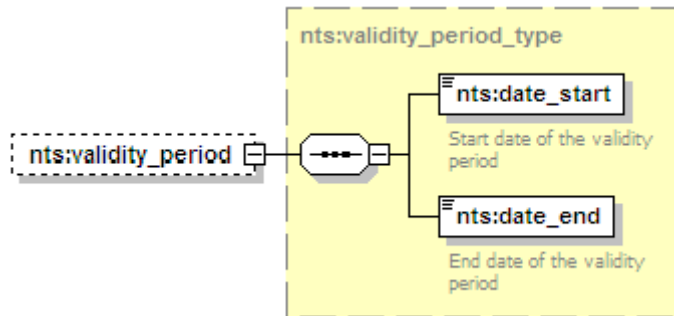 nts:validity_period_type
nts:date_start
Start date of the validity
period
nts:validity_period
nts:date_end
End date of the validity
period